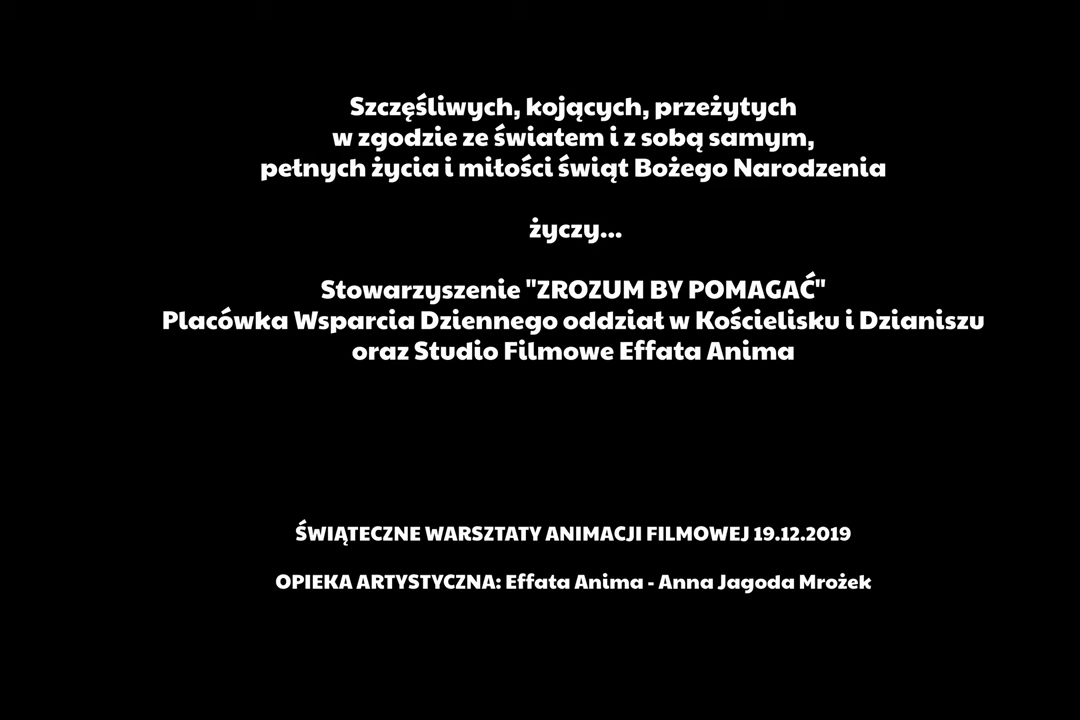 Szczęśliwych, kojących, przeżytych
w zgodzie ze światem i z sobą samym,
pełnych życia i miłości świąt Bożego Narodzenia
życzy...
Stowarzyszenie "ZROZUM BY POMAGAĆ"
Placówka Wsparcia Dziennego oddział w Kościelisku i Dzianiszu
oraz Studio Filmowe Effata Anima
ŚWIĄTECZNE WARSZTATY ANIMACJI FILMOWEJ 19.12.2019
OPIEKA ARTYSTYCZNA: Effata Anima - Anna Jagoda Mrożek